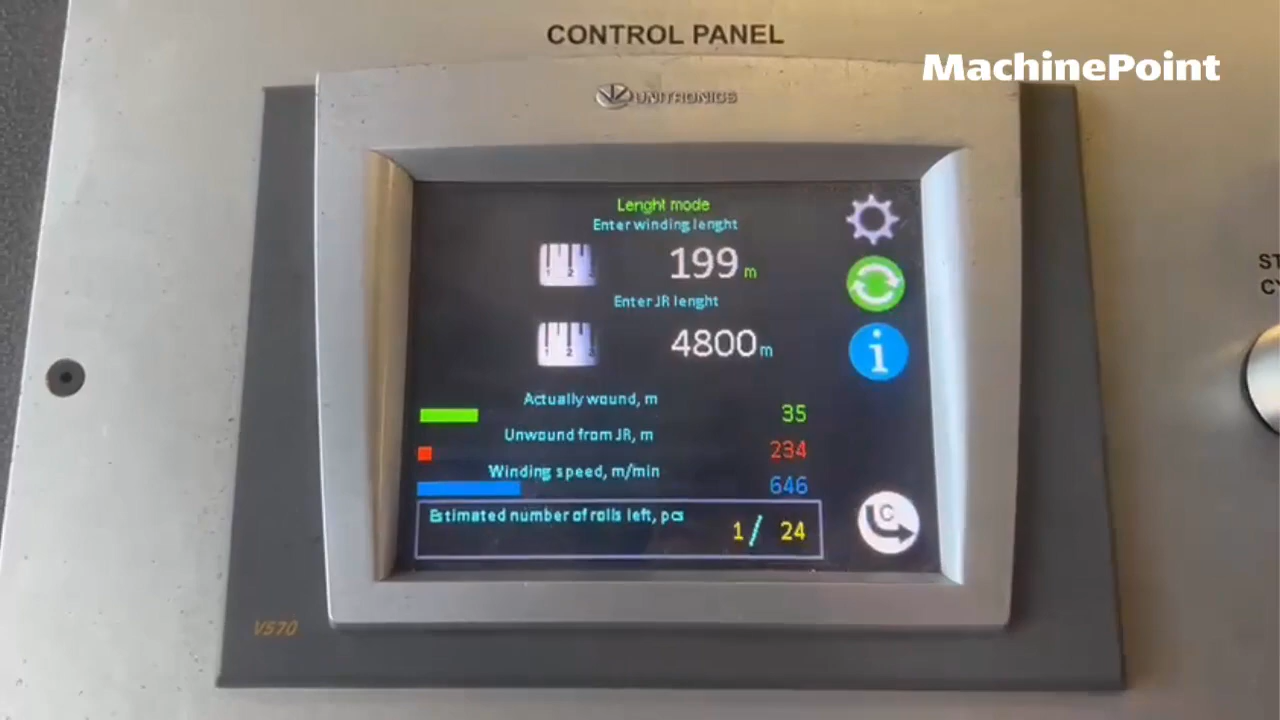 CONTROL PANEL
MachinePoint
UNITRONICS
Lenght mode
Enter winding lenght
199 m
Enter JR lenght
4800 m
Actually wound, m
35
Unwound from JR, m
234
Winding speed, m/min
646
Estimated number of rolls left, pcs
1 / 24
C
V570